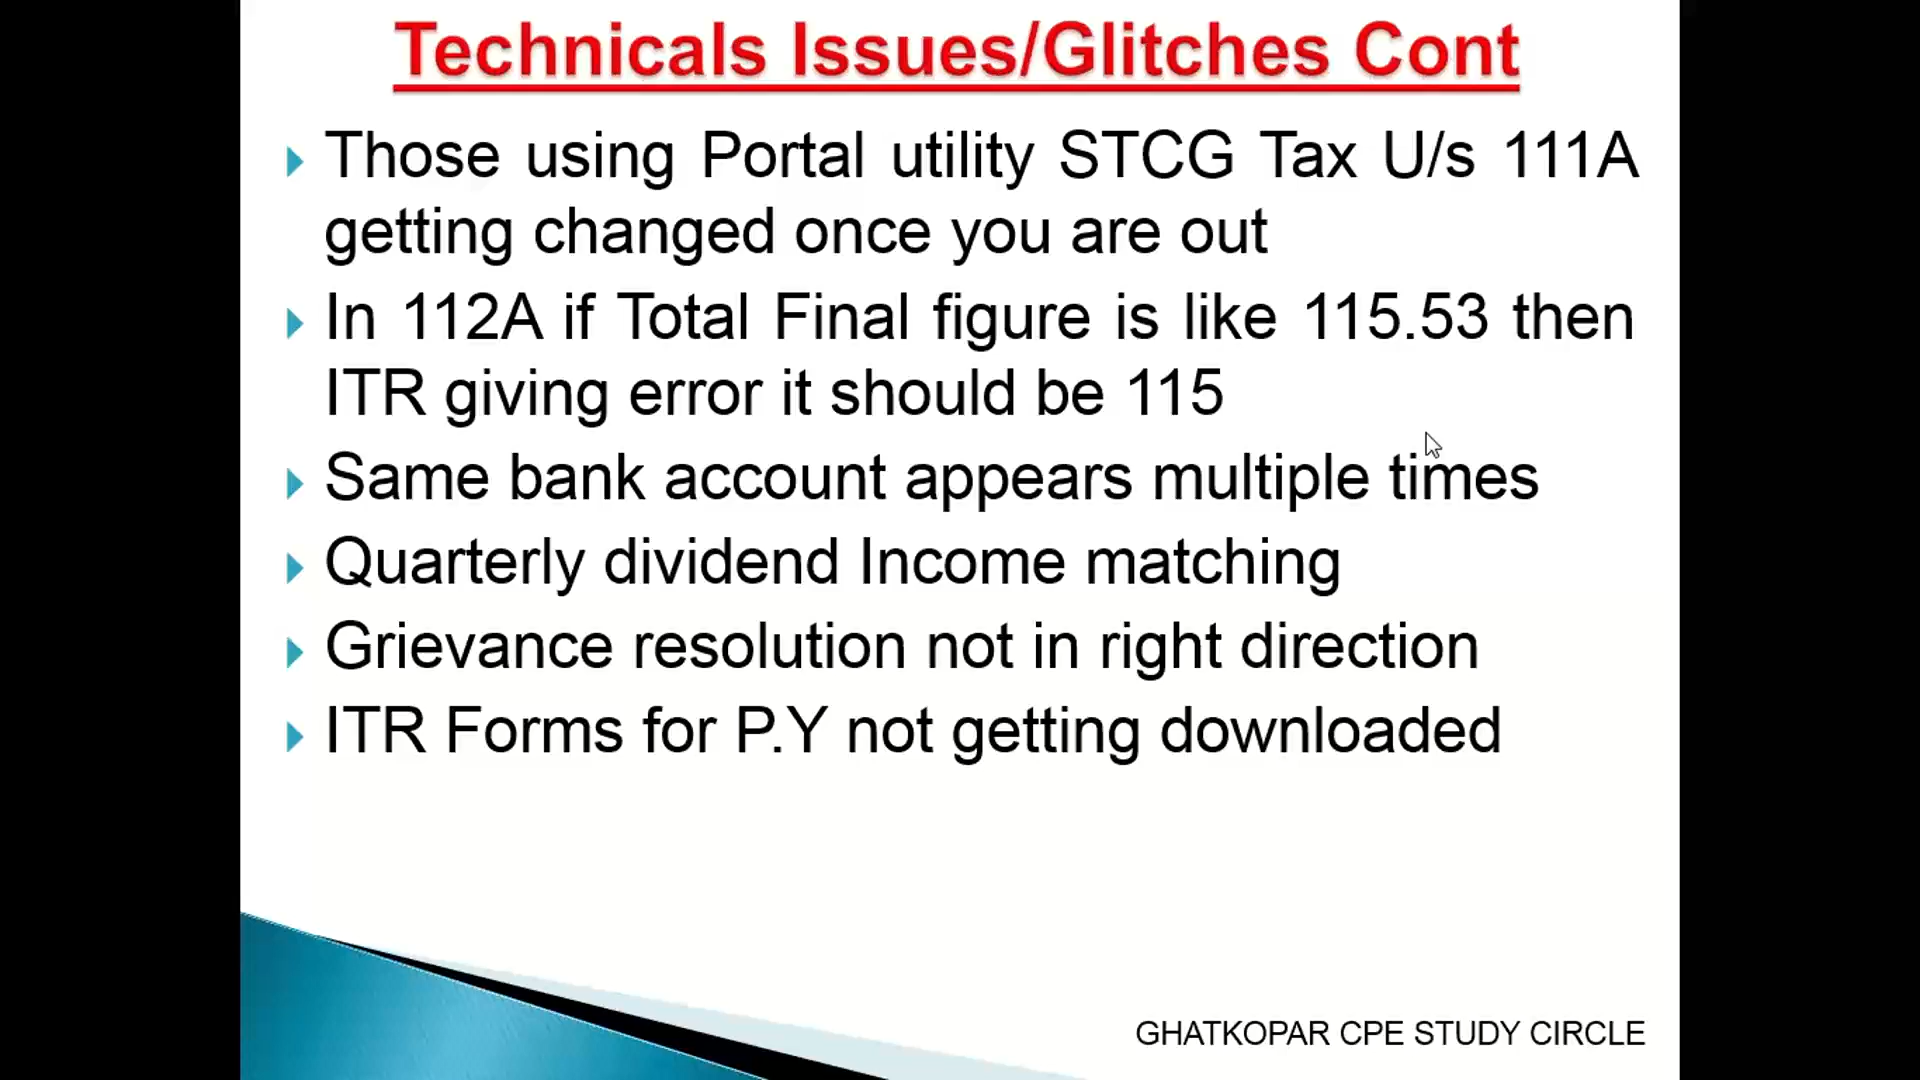 Technicals Issues/Glitches Cont
Those using Portal utility STCG Tax U/s 111A
getting changed once you are out
In 112A if Total Final figure is like 115.53 then
ITR giving error it should be 115
Same bank account appears multiple times
Quarterly dividend Income matching
Grievance resolution not in right direction
ITR Forms for P.Y not getting downloaded
GHATKOPAR CPE STUDY CIRCLE